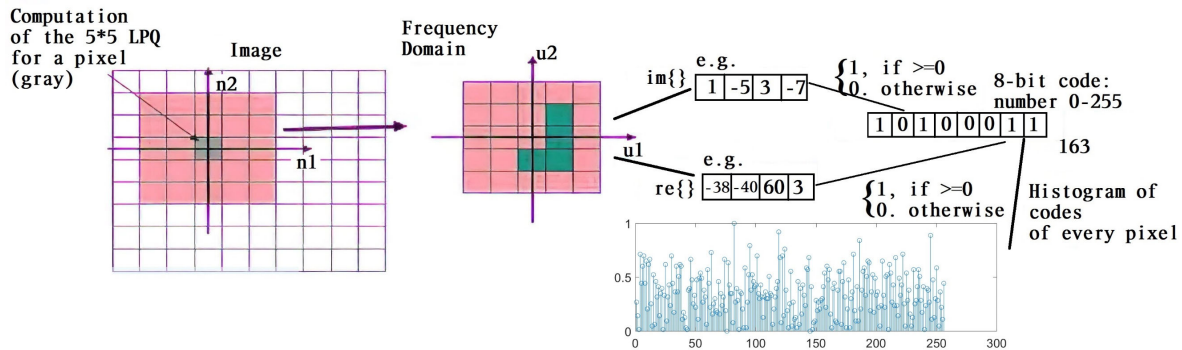 Computation
of the 5*5 LPQ
for a pixel
(gray)
Image
n2
n1
Frequency
Domain
u2
u1
e.g.
im{}
1 -5 3 -7
{1, if >=0
0. otherwise
8-bit code:
number 0-255
1 0 1 0 0 0 1 1
163
e.g.
re{}
-38 -40 60 3
{1, if >=0
0. otherwise
Histogram of
codes
of every pixel
1
0.5
0
0 50 100 150 200 250 300